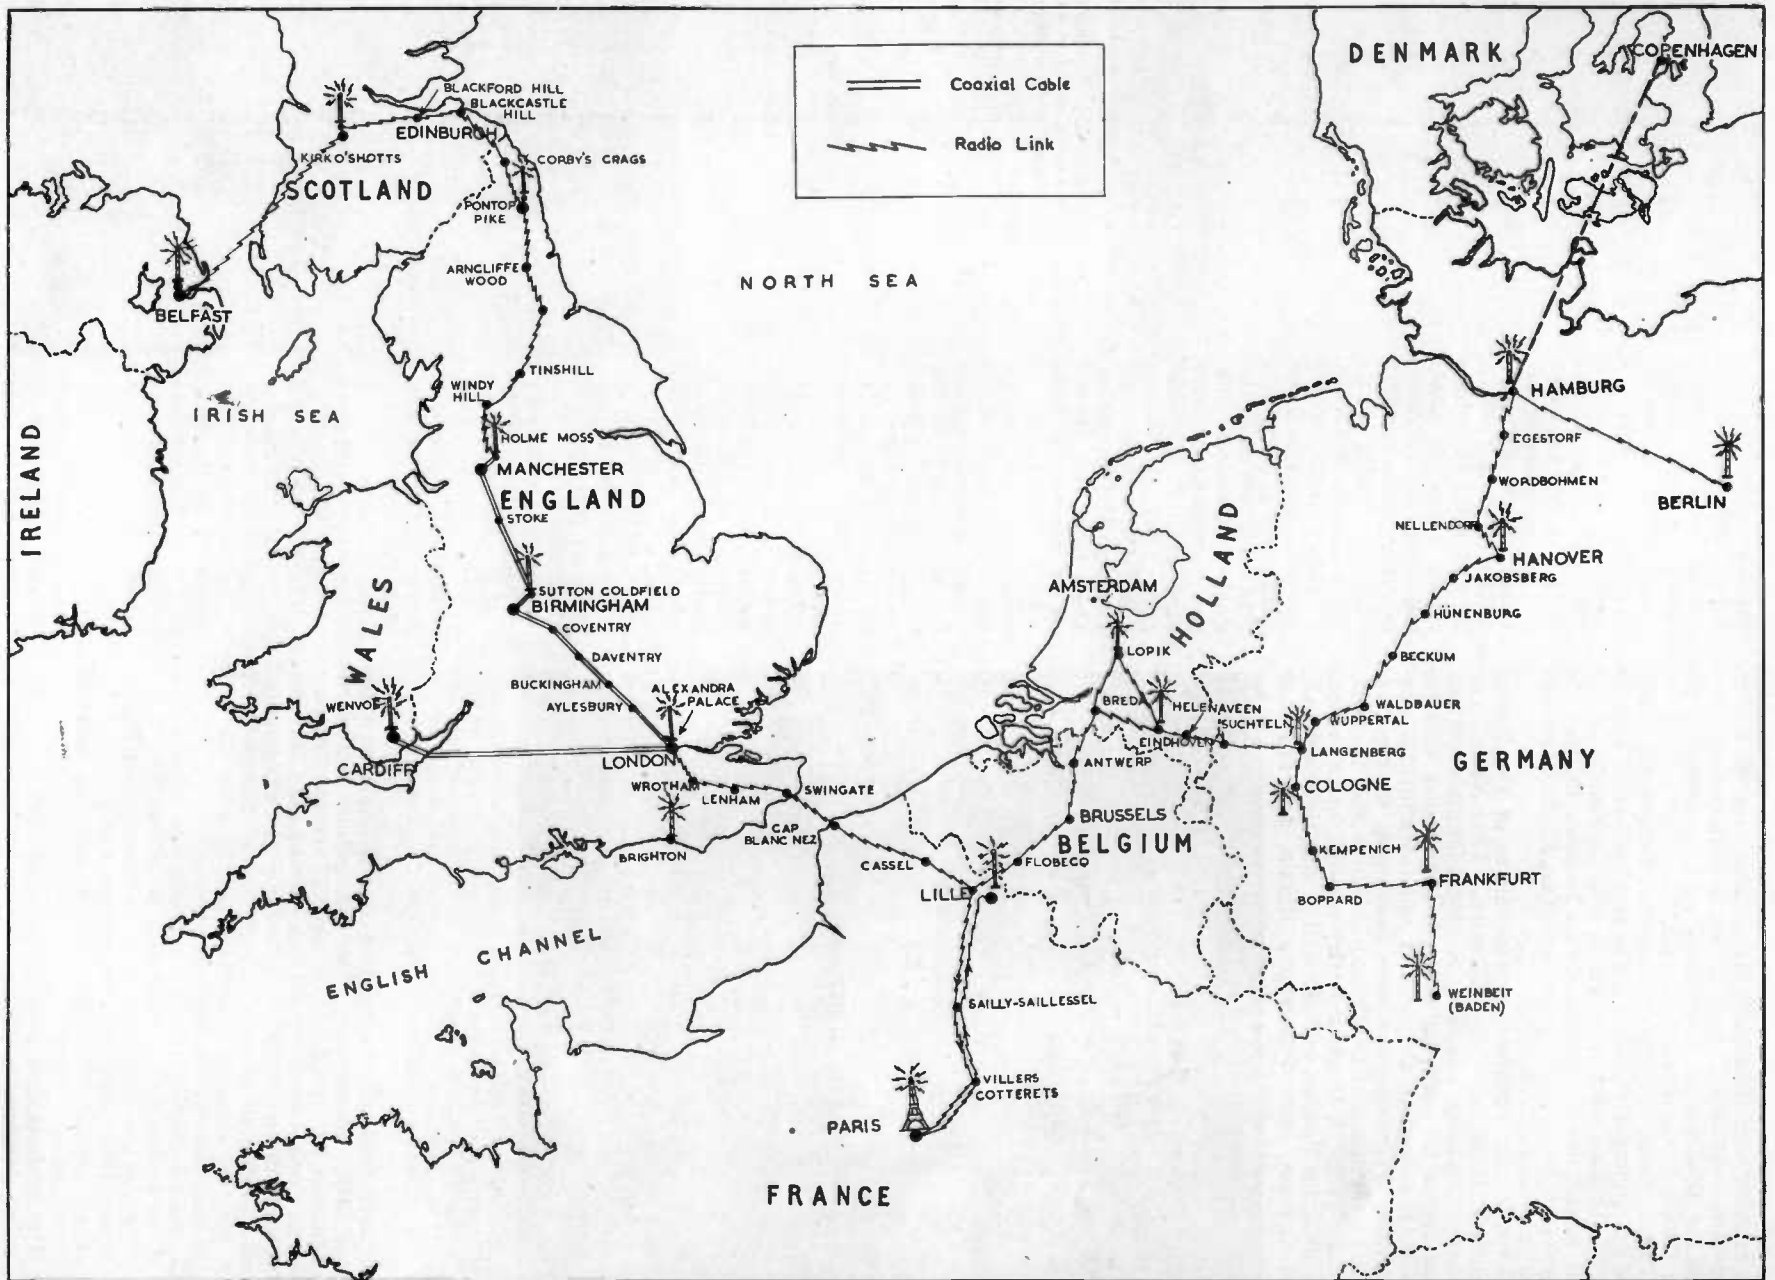 DENMARK
COPENHAGEN
Coaxial Cable
Radio Link
BLACKFORD HILL
BLACKCASTLE
HILL
EDINBURGH
KIRK O'SHOTTS
CORBY'S CRAGS
SCOTLAND
PONTOP
PIKE
ARNCLIFFE
WOOD
NORTH SEA
BELFAST
TINSHILL
WINDY
HILL
IRISH SEA
HOLME MOSS
MANCHESTER
ENGLAND
STOKE
IRELAND
SUTTON COLDFIELD
BIRMINGHAM
COVENTRY
DAVENTRY
BUCKINGHAM
AYLESBURY
ALEXANDRA
PALACE
WALES
WENVOE
CARDIFF
LONDON
WROTHAM
LENHAM
SWINGATE
BRIGHTON
CAP
BLANC NEZ
CASSEL
LILLE
FLOBECQ
BRUSSELS
BELGIUM
ANTWERP
BREDA
LOPIK
AMSTERDAM
HOLLAND
HELENAVEEN
EINDHOVEN
SUCHTELN
LANGENBERG
WUPPERTAL
WALDBAUER
BECKUM
HÜNENBURG
JAKOBSBERG
HANOVER
NELLENDORF
WORDBOHMEN
EGESTORF
HAMBURG
BERLIN
GERMANY
COLOGNE
KEMPENICH
BOPPARD
FRANKFURT
WEINBEIT
(BADEN)
ENGLISH CHANNEL
SAILLY-SAILLESSEL
VILLERS
COTTERETS
PARIS
FRANCE